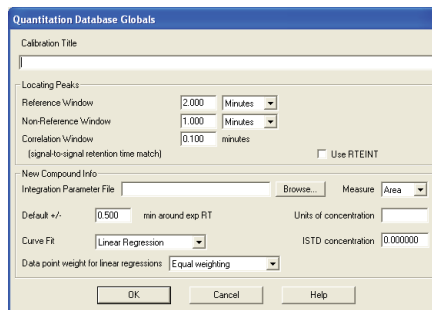 Quantitation Database Globals
Calibration Title
Locating Peaks
Reference Window 2.000 Minutes
Non-Reference Window 1.000 Minutes
Correlation Window 0.100 minutes
(signal-to-signal retention time match) Use RTEINT
New Compound Info
Integration Parameter File Browse... Measure Area
Default +/- 0.500 min around exp RT Units of concentration
Curve Fit Linear Regression ISTD concentration 0.000000
Data point weight for linear regressions Equal weighting
OK Cancel Help